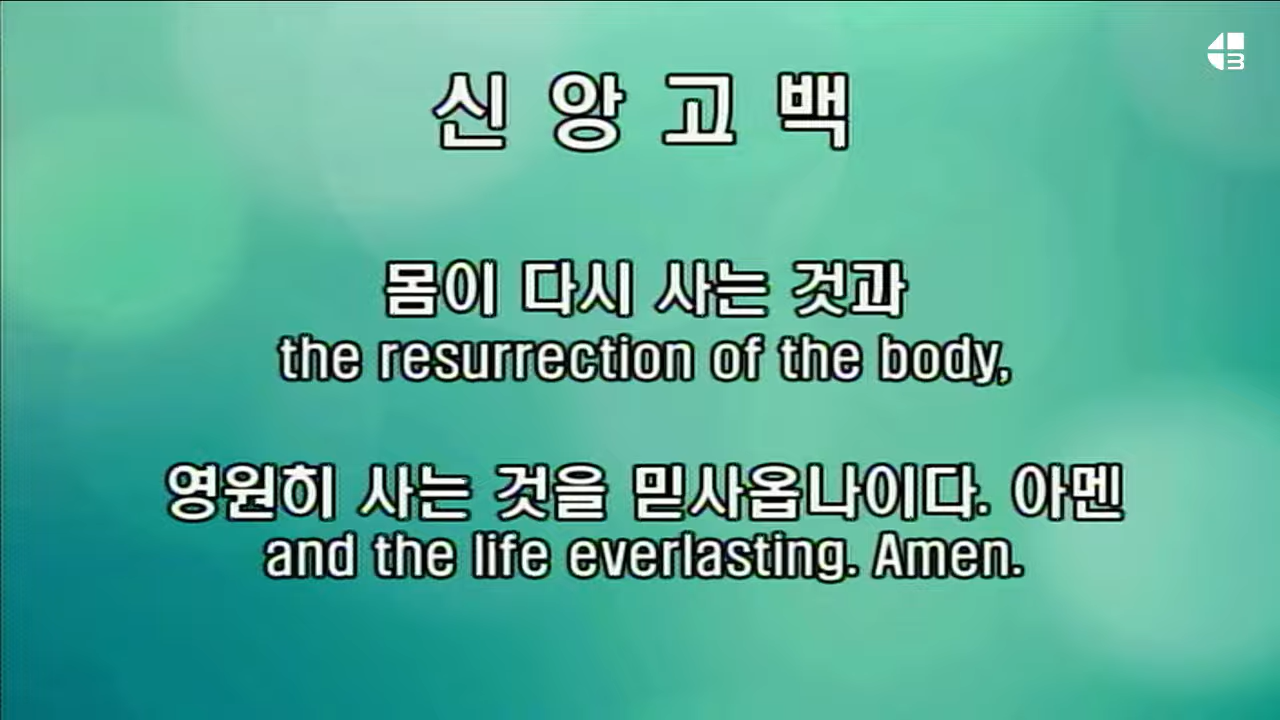 신 앙 고 백
몸이 다시 사는 것과
the resurrection of the body,
영원히 사는 것을 믿사옵나이다. 아멘
and the life everlasting. Amen.